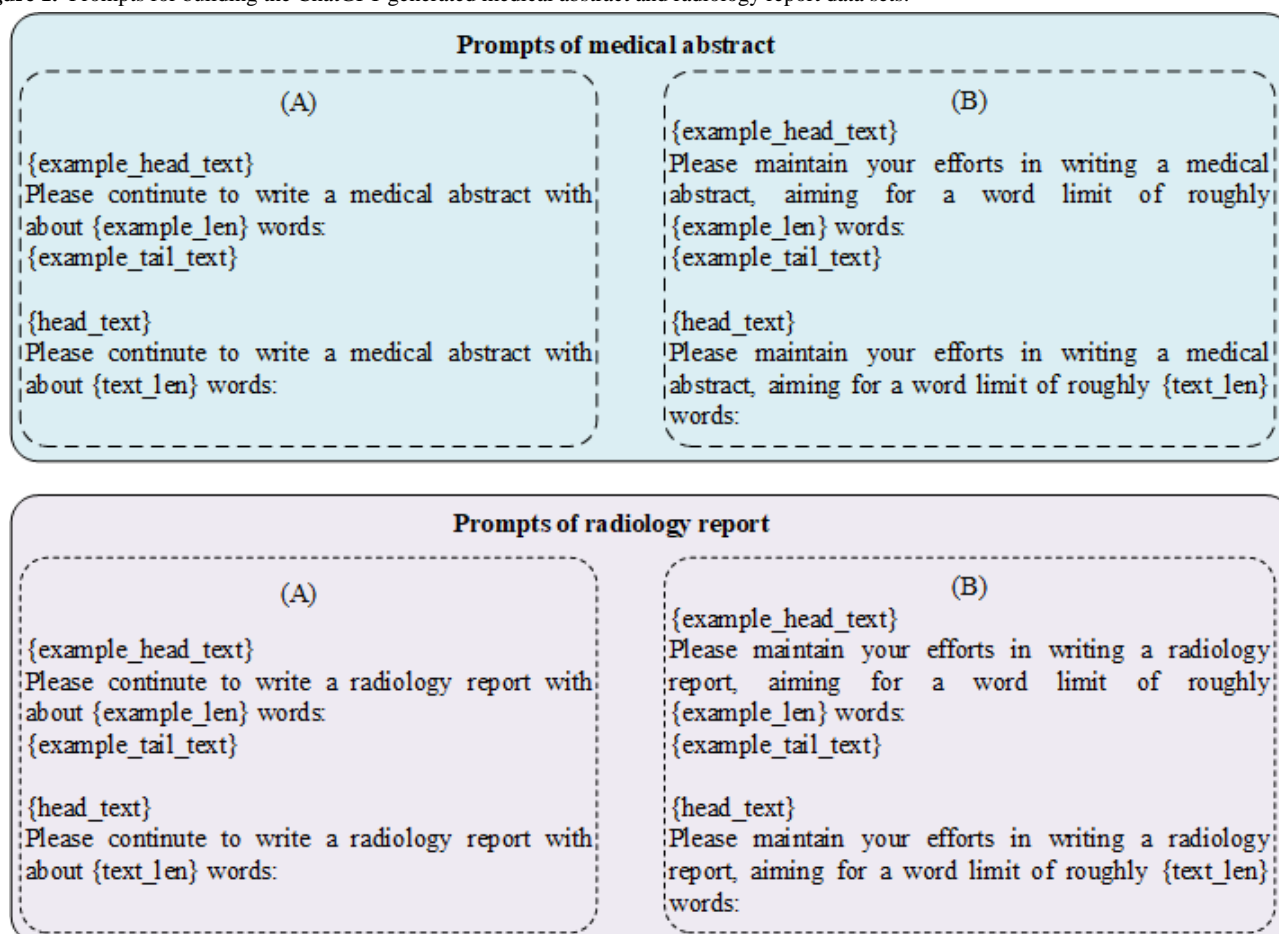 Prompts for building the ChatGPT-generated medical abstract and radiology report data sets.
Prompts of medical abstract
(A)
{example_head_text}
Please continute to write a medical abstract with
about {example_len} words:
{example_tail_text}
{head_text}
Please continute to write a medical abstract with
about {text_len} words:
(B)
{example_head_text}
Please maintain your efforts in writing a medical
abstract, aiming for a word limit of roughly
{example_len} words:
{example_tail_text}
{head_text}
Please maintain your efforts in writing a medical
abstract, aiming for a word limit of roughly {text_len}
words:
Prompts of radiology report
(A)
{example_head_text}
Please continute to write a radiology report with
about {example_len} words:
{example_tail_text}
{head_text}
Please continute to write a radiology report with
about {text_len} words:
(B)
{example_head_text}
Please maintain your efforts in writing a radiology
report, aiming for a word limit of roughly
{example_len} words:
{example_tail_text}
{head_text}
Please maintain your efforts in writing a radiology
report, aiming for a word limit of roughly {text_len}
words: